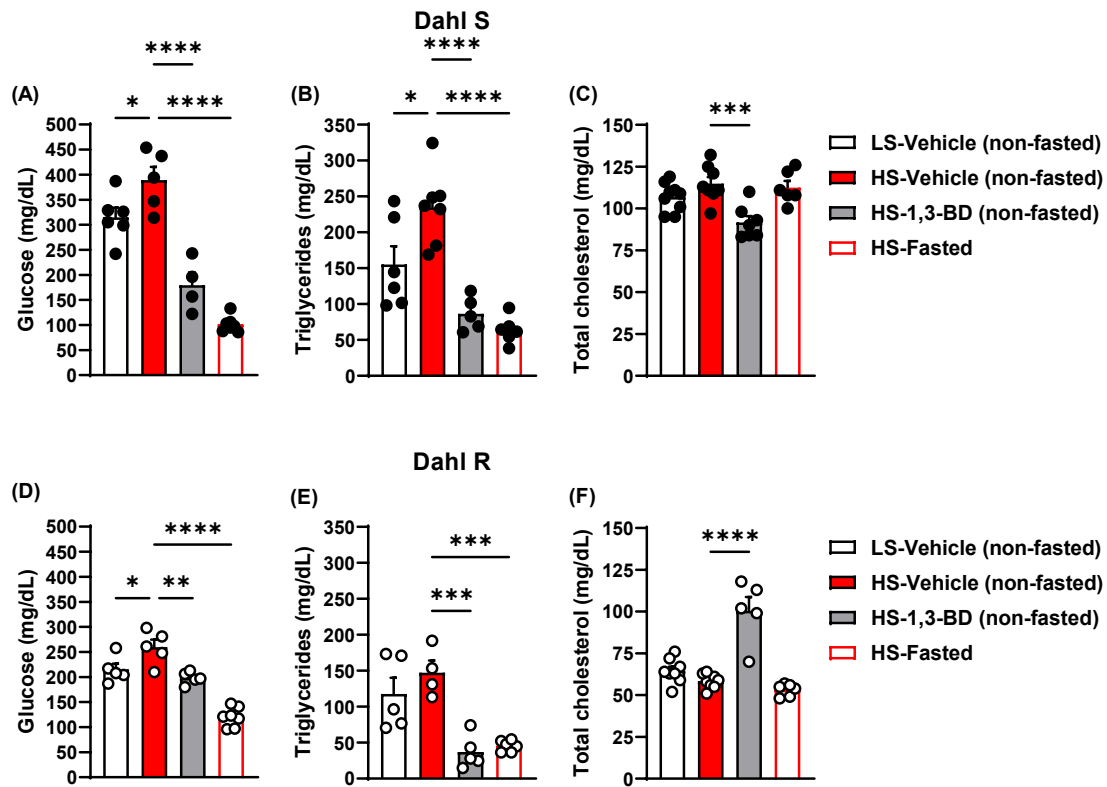 Dahl S
(A)
****
*
****
Glucose (mg/dL)
500
450
400
350
300
250
200
150
100
50
0
(B)
****
*
****
Triglycerides (mg/dL)
350
300
250
200
150
100
50
0
(C)
***
Total cholesterol (mg/dL)
150
125
100
75
50
25
0
LS-Vehicle (non-fasted)
HS-Vehicle (non-fasted)
HS-1,3-BD (non-fasted)
HS-Fasted
Dahl R
(D)
****
*
**
Glucose (mg/dL)
500
450
400
350
300
250
200
150
100
50
0
(E)
***
***
Triglycerides (mg/dL)
350
300
250
200
150
100
50
0
(F)
****
Total cholesterol (mg/dL)
150
125
100
75
50
25
0
LS-Vehicle (non-fasted)
HS-Vehicle (non-fasted)
HS-1,3-BD (non-fasted)
HS-Fasted